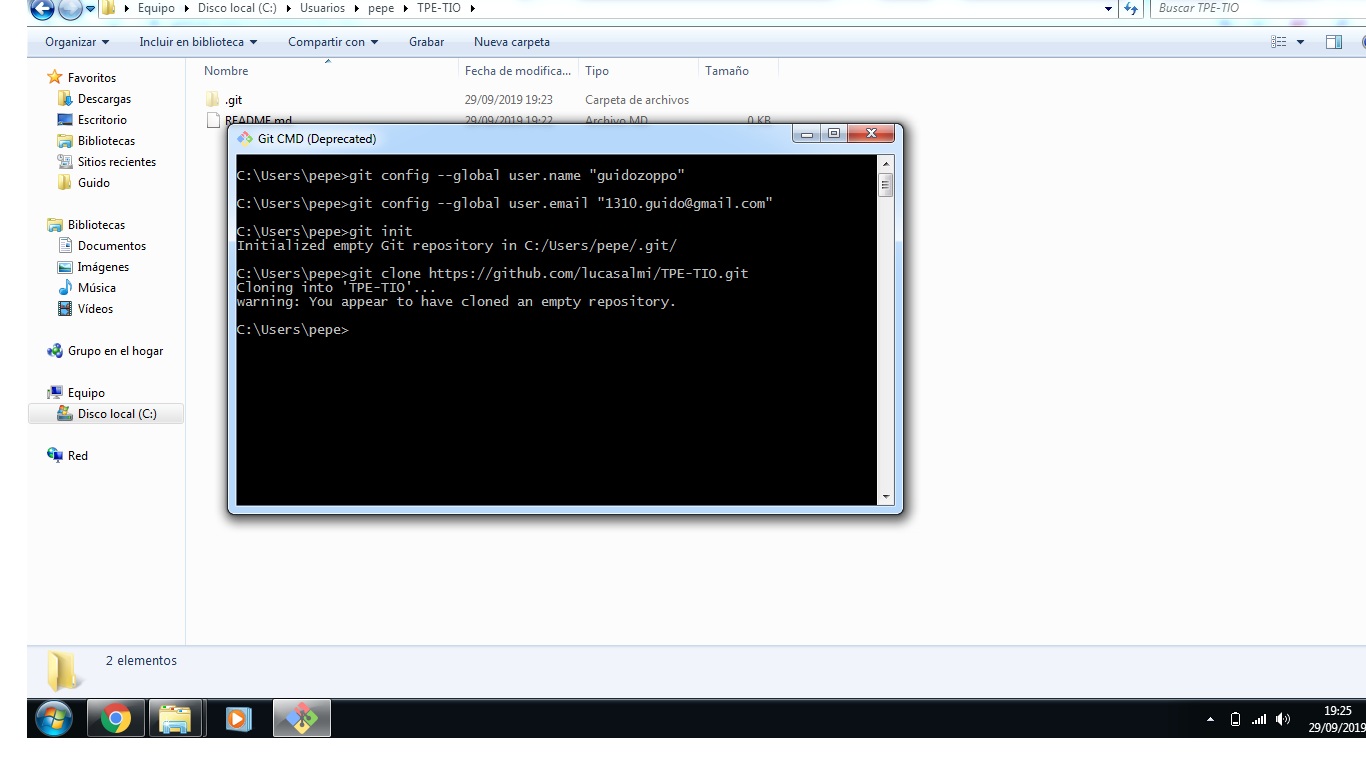 Equipo Disco local (C:) Usuarios pepe TPE-TIO
Buscar TPE-TIO
Organizar Incluir en biblioteca Compartir con Grabar Nueva carpeta
Nombre Fecha de modifica... Tipo Tamaño
Favoritos
Descargas
Escritorio
Bibliotecas
Sitios recientes
Guido
Bibliotecas
Documentos
Imágenes
Música
Vídeos
Grupo en el hogar
Equipo
Disco local (C:)
Red
.git 29/09/2019 19:23 Carpeta de archivos
README.md 29/09/2019 19:22 Archivo MD 0 KB
Git CMD (Deprecated)
C:\Users\pepe>git config --global user.name "guidozoppo"
C:\Users\pepe>git config --global user.email "1310.guido@gmail.com"
C:\Users\pepe>git init
Initialized empty Git repository in C:/Users/pepe/.git/
C:\Users\pepe>git clone https://github.com/lucasalmi/TPE-TIO.git
Cloning into 'TPE-TIO'...
warning: You appear to have cloned an empty repository.
C:\Users\pepe>
2 elementos
19:25
29/09/2019